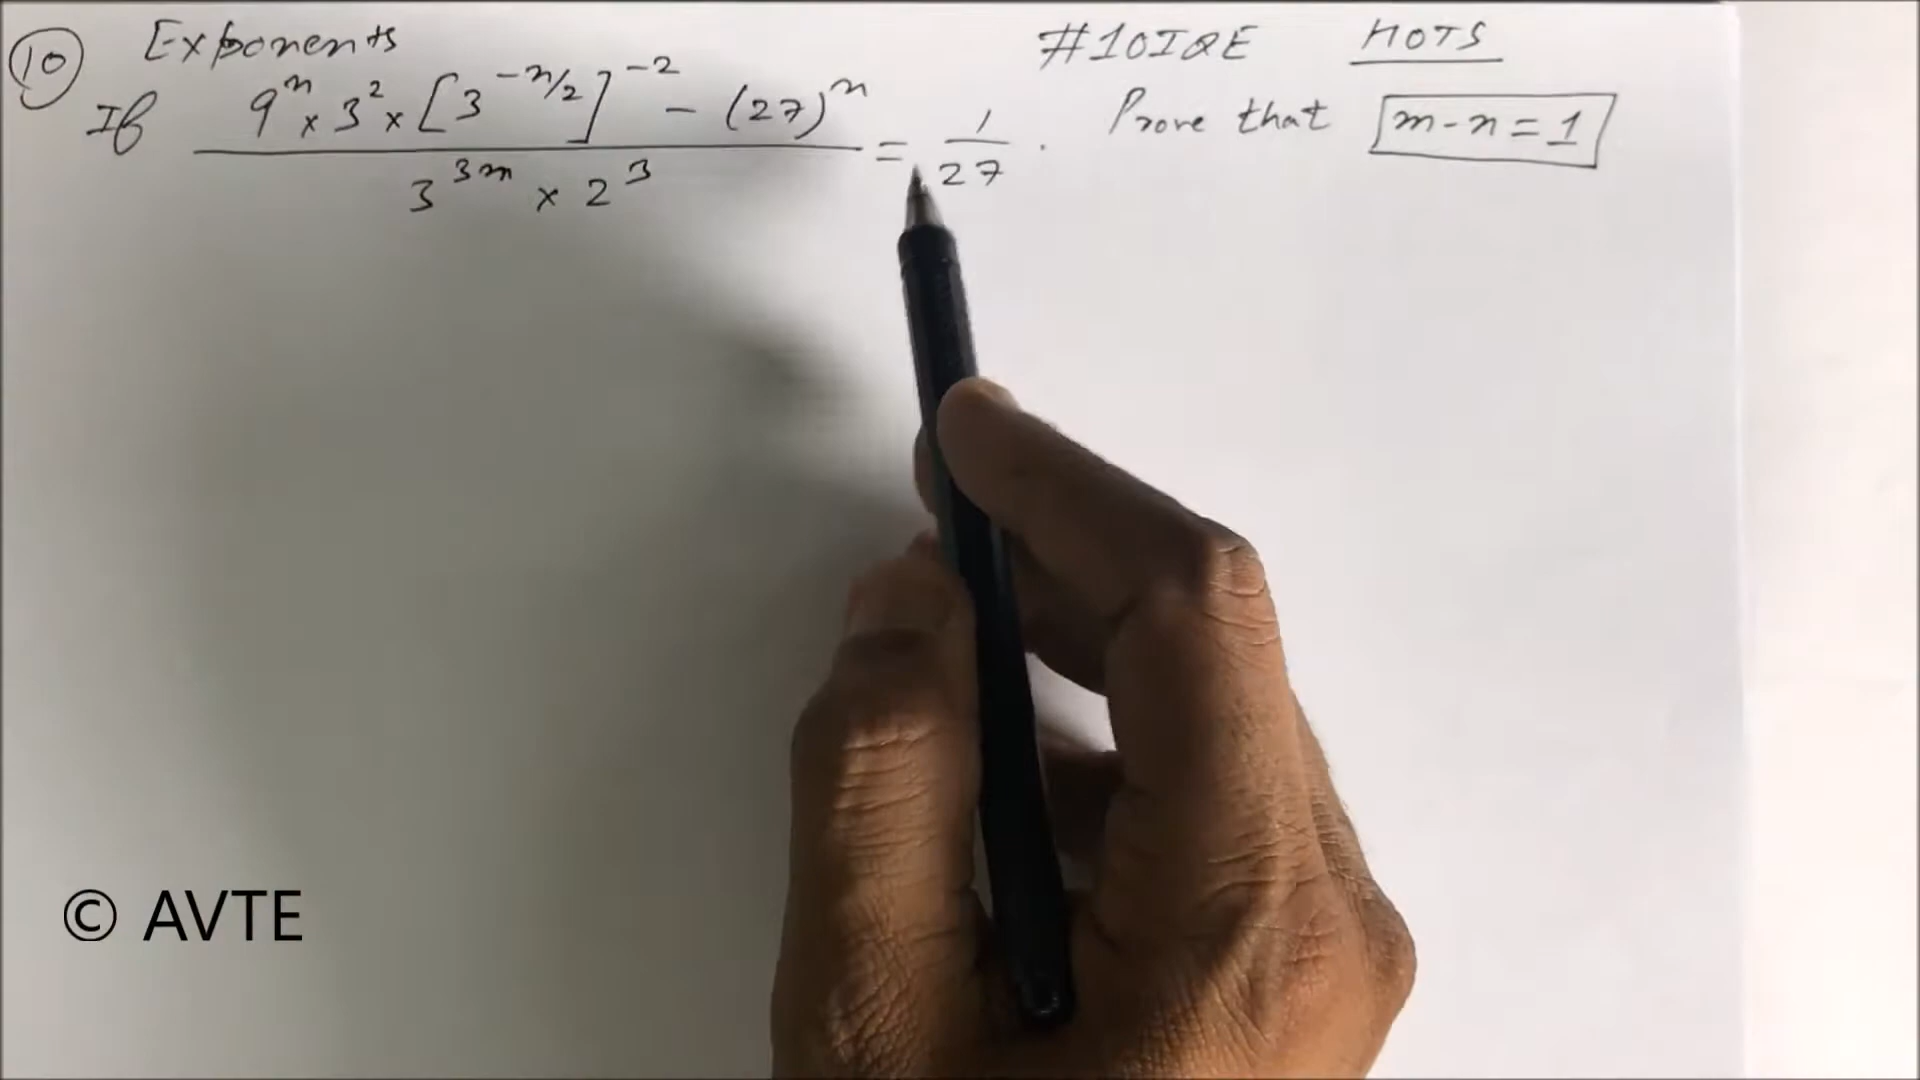 10 Exponents #10IQE HOTS
If 9^n × 3^2 × [3^{-n/2}]^{-2} - (27)^n / 3^{3m} × 2^3 = 1/27 . Prove that m-n=1
© AVTE